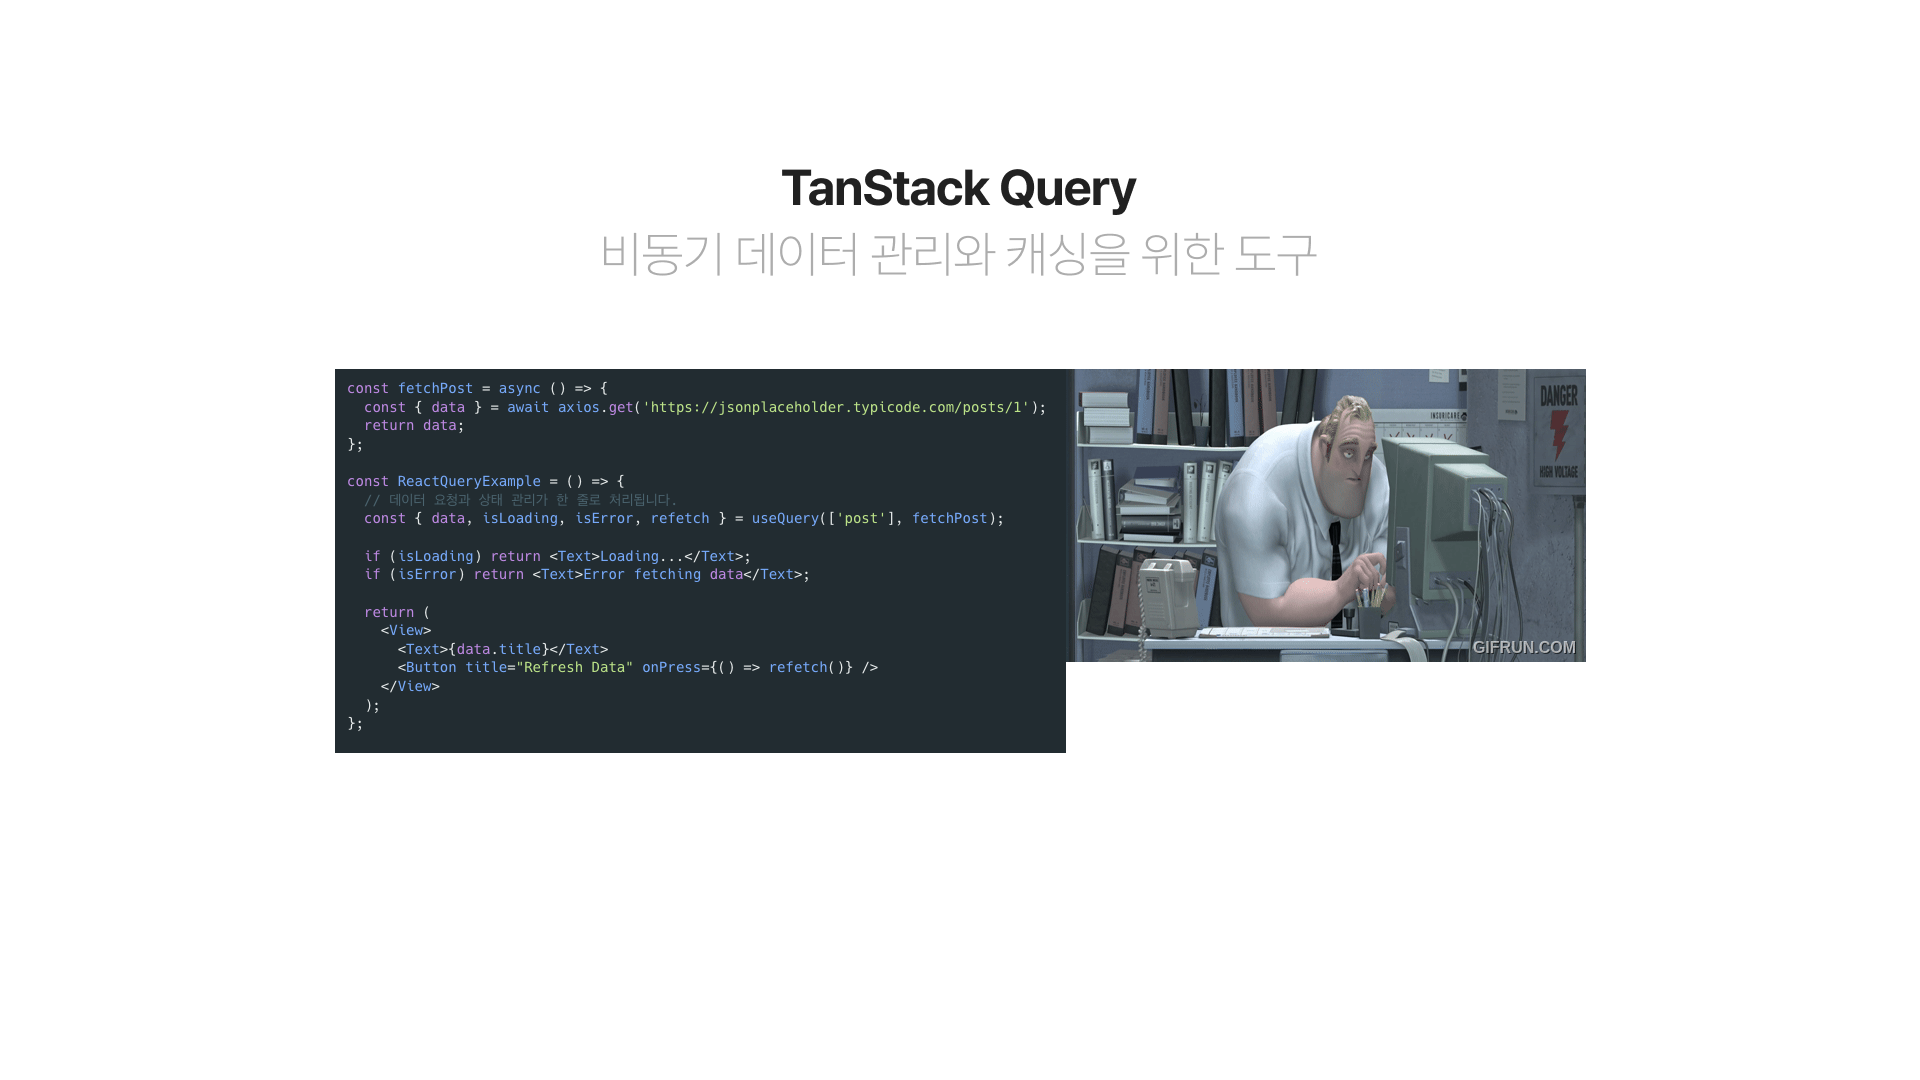 TanStack Query
비동기 데이터 관리와 캐싱을 위한 도구
const fetchPost = async () => {
  const { data } = await axios.get('https://jsonplaceholder.typicode.com/posts/1');
  return data;
};

const ReactQueryExample = () => {
  // 데이터 요청과 상태 관리가 한 줄로 처리됩니다.
  const { data, isLoading, isError, refetch } = useQuery(['post'], fetchPost);

  if (isLoading) return <Text>Loading...</Text>;
  if (isError) return <Text>Error fetching data</Text>;

  return (
    <View>
      <Text>{data.title}</Text>
      <Button title="Refresh Data" onPress={() => refetch()} />
    </View>
  );
};
INSURICARE
DANGER
HIGH VOLTAGE
GIFRUN.COM